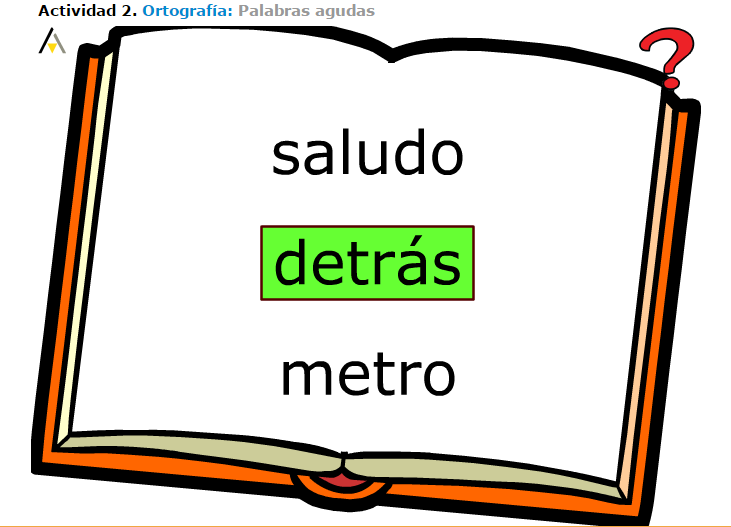 Actividad 2. Ortografía: Palabras agudas
?
saludo
detrás
metro